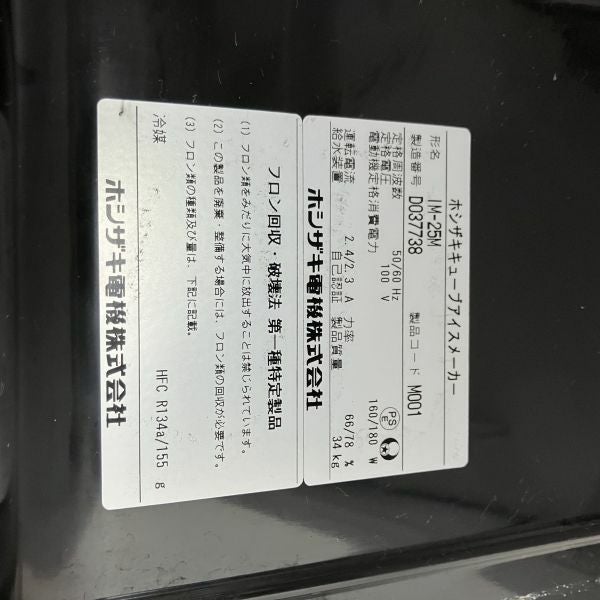 ホシザキキューブアイスメーカー
形名 IM-25M
製造番号 D037738 製品コード M001
定格周波数 50/60 Hz
定格電圧 100 V
電動機定格消費電力 160/180 W
PS
E
運転電流 2.4/2.3 A 力率 66/78 %
給水装置 自己認証 製品質量 34 kg
ホシザキ電機株式会社
フロン回収・破壊法 第一種特定製品
(1) フロン類をみだりに大気中に放出することは禁じられています。
(2) この製品を廃棄・整備する場合には、フロン類の回収が必要です。
(3) フロン類の種類及び量は、下記に記載。
冷媒 HFC R134a/155 g
ホシザキ電機株式会社